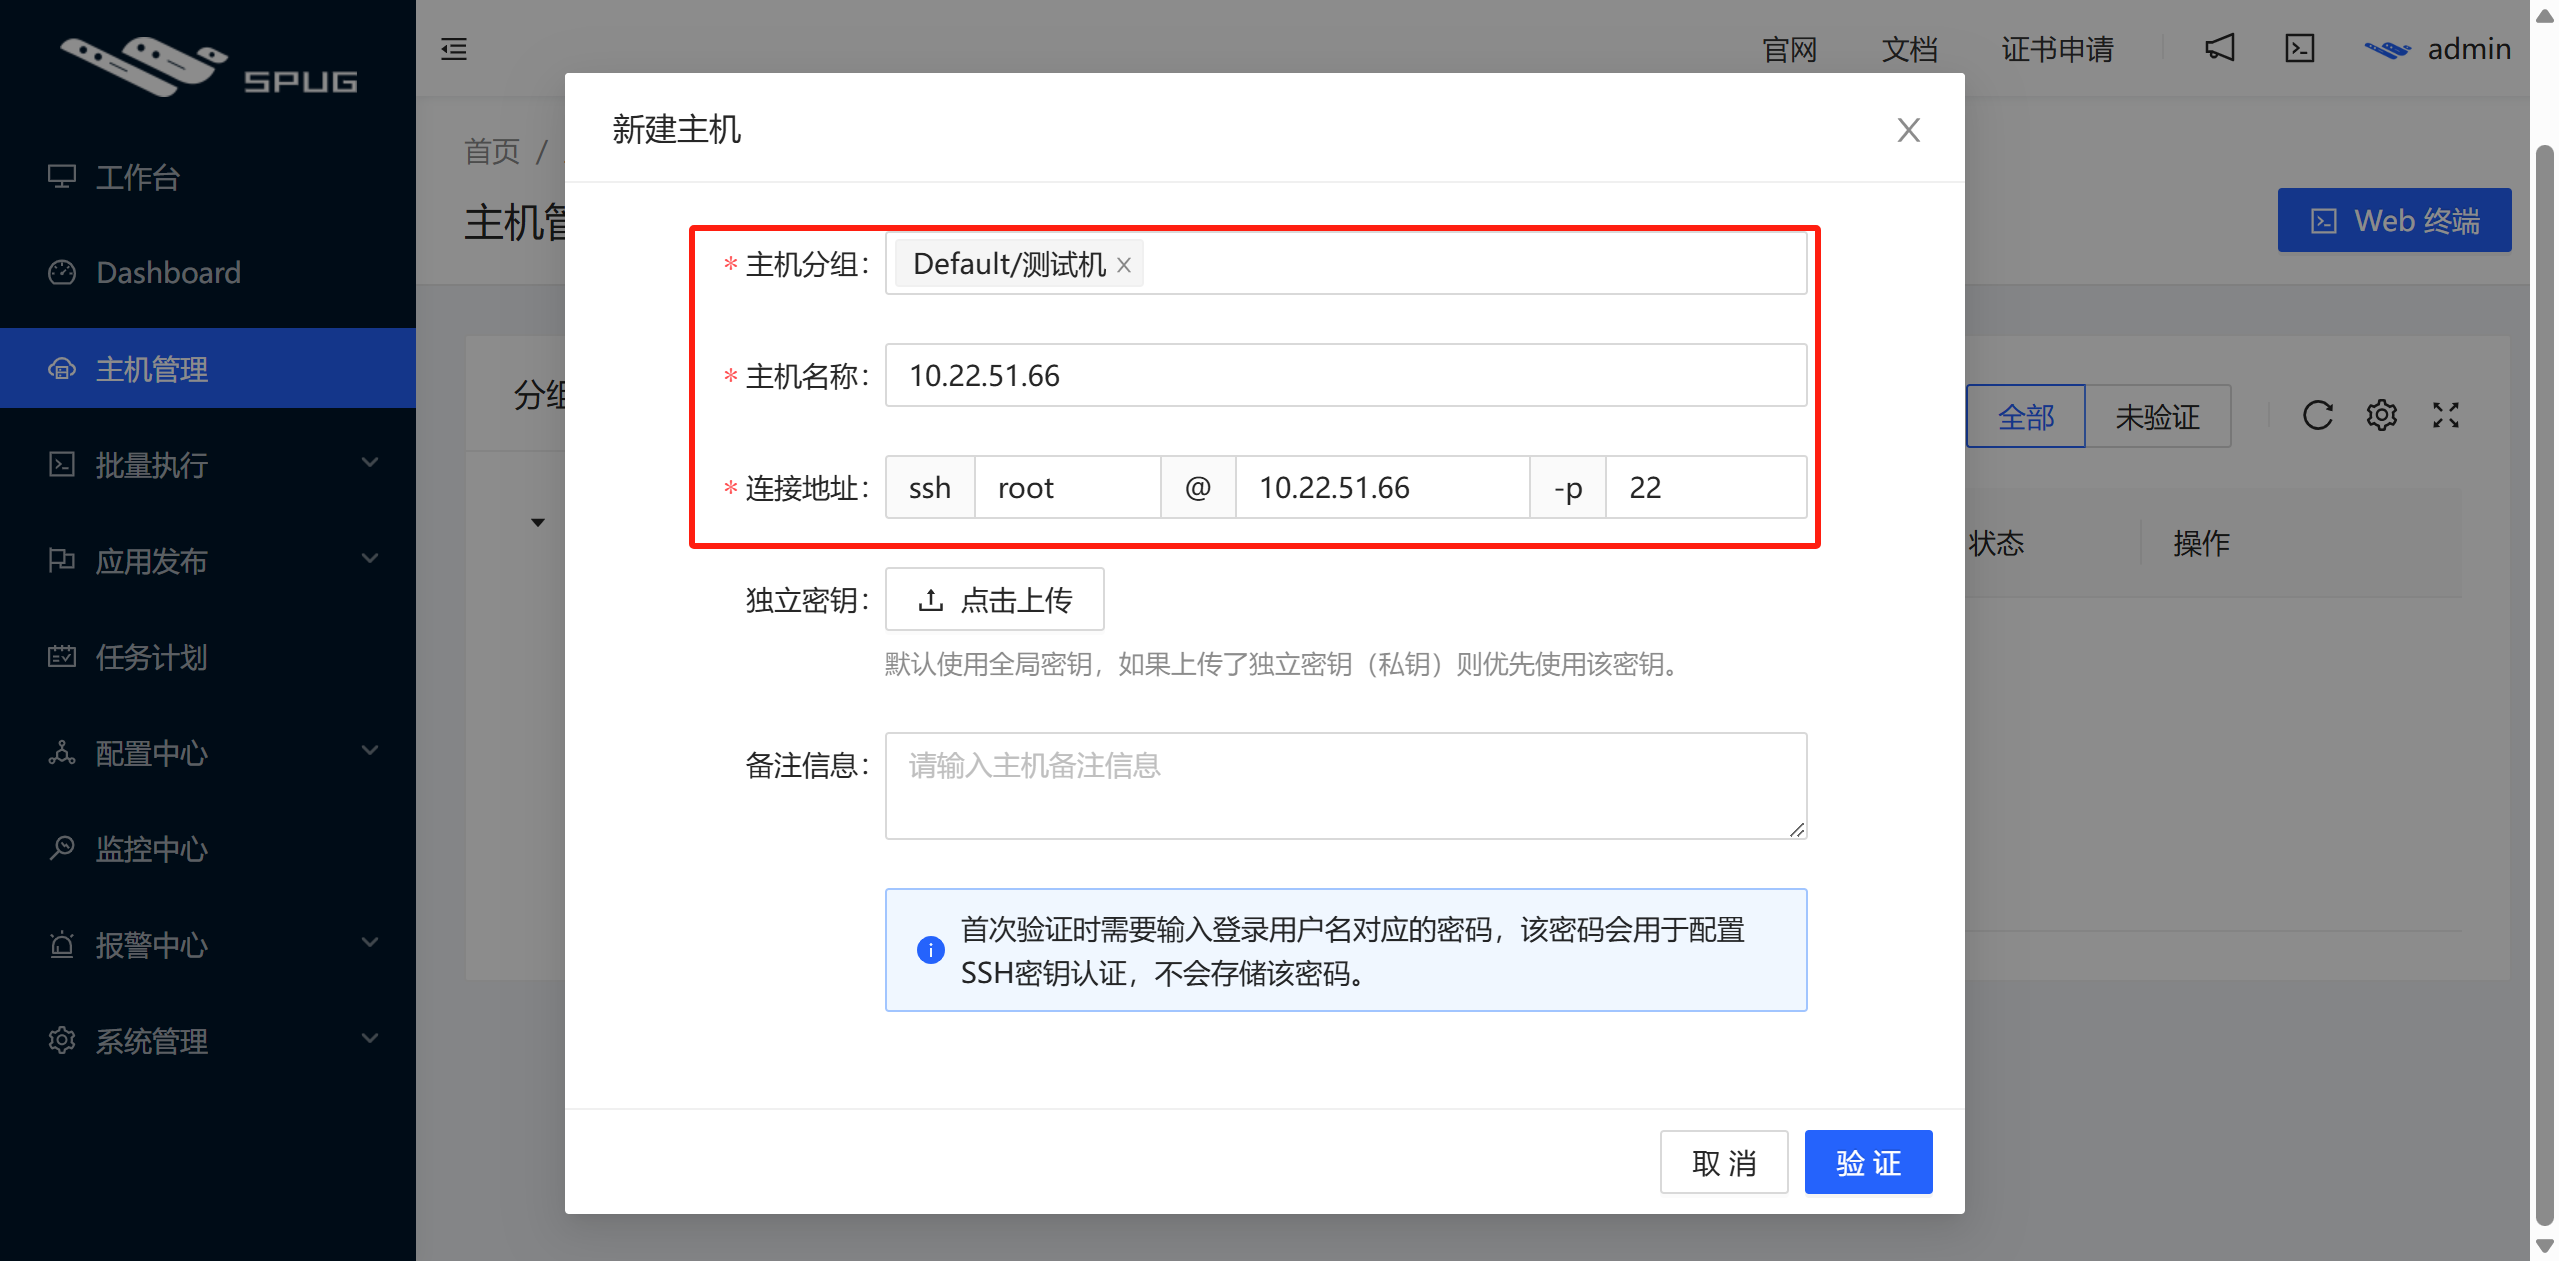 SPUG
官网
文档
证书申请
admin
工作台
Dashboard
主机管理
批量执行
应用发布
任务计划
配置中心
监控中心
报警中心
系统管理
首页 /
主机管
Web 终端
分组
全部
未验证
状态
操作
新建主机
* 主机分组：
Default/测试机
* 主机名称：
10.22.51.66
* 连接地址：
ssh root @ 10.22.51.66 -p 22
独立密钥：
点击上传
默认使用全局密钥，如果上传了独立密钥（私钥）则优先使用该密钥。
备注信息：
请输入主机备注信息
首次验证时需要输入登录用户名对应的密码，该密码会用于配置
SSH密钥认证，不会存储该密码。
取 消
验 证